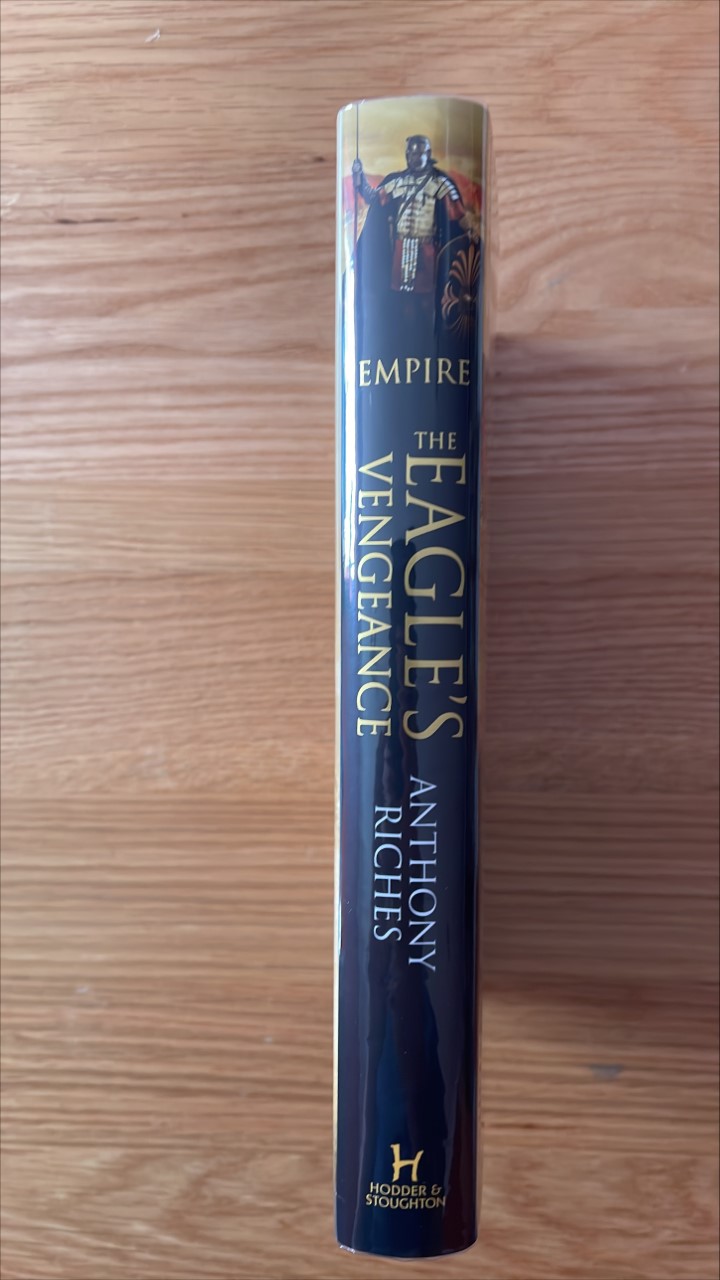 EMPIRE
THE
EAGLE'S
VENGEANCE
ANTHONY
RICHES
H
HODDER &
STOUGHTON